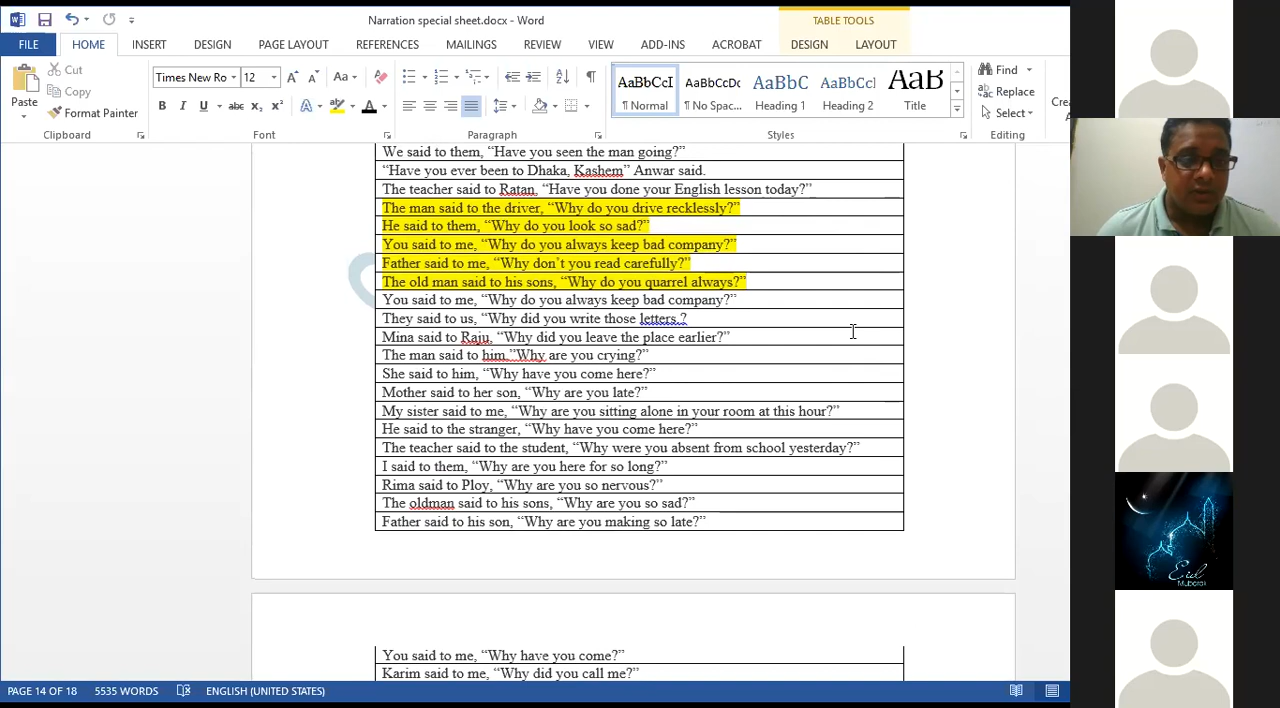 Narration special sheet.docx - Word
TABLE TOOLS
FILE HOME INSERT DESIGN PAGE LAYOUT REFERENCES MAILINGS REVIEW VIEW ADD-INS ACROBAT DESIGN LAYOUT
Paste
Cut
Copy
Format Painter
Clipboard
Times New Ro 12
Font
Paragraph
AaBbCcI AaBbCcDc AaBbC AaBbCcI AaB
¶ Normal ¶ No Spac... Heading 1 Heading 2 Title
Styles
Find
Replace
Select
Editing
We said to them, “Have you seen the man going?”
“Have you ever been to Dhaka, Kashem” Anwar said.
The teacher said to Ratan, “Have you done your English lesson today?”
The man said to the driver, “Why do you drive recklessly?”
He said to them, “Why do you look so sad?”
You said to me, “Why do you always keep bad company?”
Father said to me, “Why don’t you read carefully?”
The old man said to his sons, “Why do you quarrel always?”
You said to me, “Why do you always keep bad company?”
They said to us, “Why did you write those letters.?
Mina said to Raju, “Why did you leave the place earlier?”
The man said to him,”Why are you crying?”
She said to him, “Why have you come here?”
Mother said to her son, “Why are you late?”
My sister said to me, “Why are you sitting alone in your room at this hour?”
He said to the stranger, “Why have you come here?”
The teacher said to the student, “Why were you absent from school yesterday?”
I said to them, “Why are you here for so long?”
Rima said to Ploy, “Why are you so nervous?”
The oldman said to his sons, “Why are you so sad?”
Father said to his son, “Why are you making so late?”
You said to me, “Why have you come?”
Karim said to me, “Why did you call me?”
PAGE 14 OF 18 5535 WORDS ENGLISH (UNITED STATES)
Eid
Mubarak